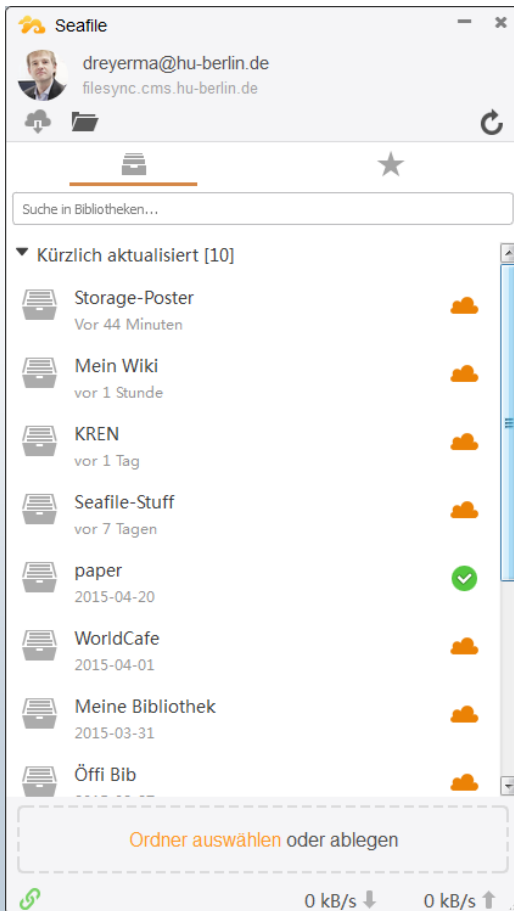 Seafile
dreyerma@hu-berlin.de
filesync.cms.hu-berlin.de
Suche in Bibliotheken...
Kürzlich aktualisiert [10]
Storage-Poster
Vor 44 Minuten
Mein Wiki
vor 1 Stunde
KREN
vor 1 Tag
Seafile-Stuff
vor 7 Tagen
paper
2015-04-20
WorldCafe
2015-04-01
Meine Bibliothek
2015-03-31
Öffi Bib
Ordner auswählen oder ablegen
0 kB/s 0 kB/s